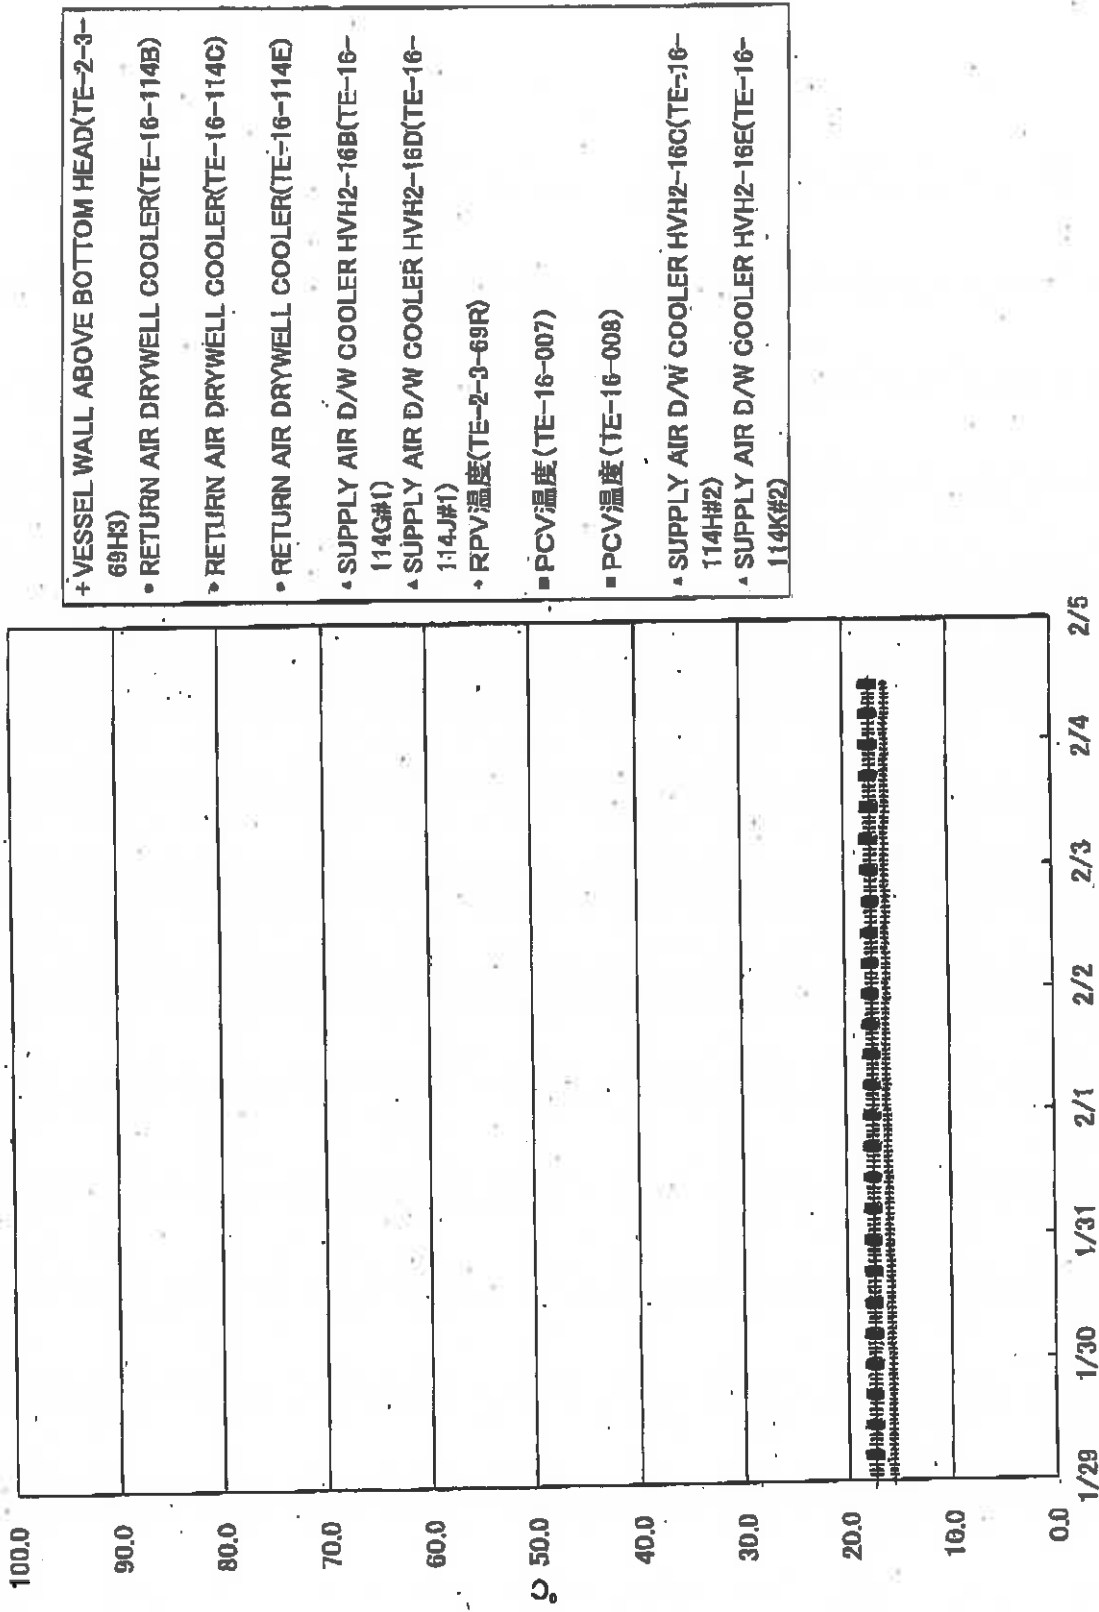 100.0
90.0
80.0
70.0
60.0
50.0
40.0
30.0
20.0
10.0
0.0
℃
1/29
1/30
1/31
2/1
2/2
2/3
2/4
2/5
+ VESSEL WALL ABOVE BOTTOM HEAD(TE-2-3-
69H3)
• RETURN AIR DRYWELL COOLER(TE-16-114B)
• RETURN AIR DRYWELL COOLER(TE-16-114C)
• RETURN AIR DRYWELL COOLER(TE-16-114E)
▲ SUPPLY AIR D/W COOLER HVH2-16B(TE-16-
114G#1)
▲ SUPPLY AIR D/W COOLER HVH2-16D(TE-16-
114J#1)
◆ RPV温度(TE-2-3-69R)
■ PCV温度(TE-16-007)
■ PCV温度(TE-16-008)
▲ SUPPLY AIR D/W COOLER HVH2-16C(TE-16-
114H#2)
▲ SUPPLY AIR D/W COOLER HVH2-16E(TE-16-
114K#2)